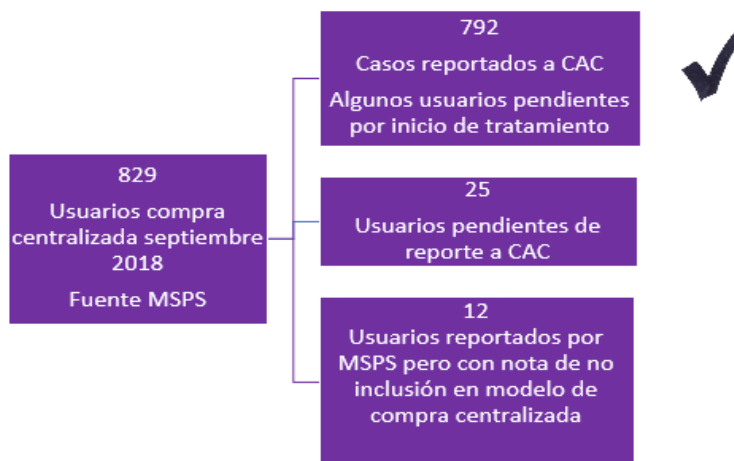 829
Usuarios compra
centralizada septiembre
2018
Fuente MSPS
792
Casos reportados a CAC
Algunos usuarios pendientes
por inicio de tratamiento
25
Usuarios pendientes de
reporte a CAC
12
Usuarios reportados por
MSPS pero con nota de no
inclusión en modelo de
compra centralizada